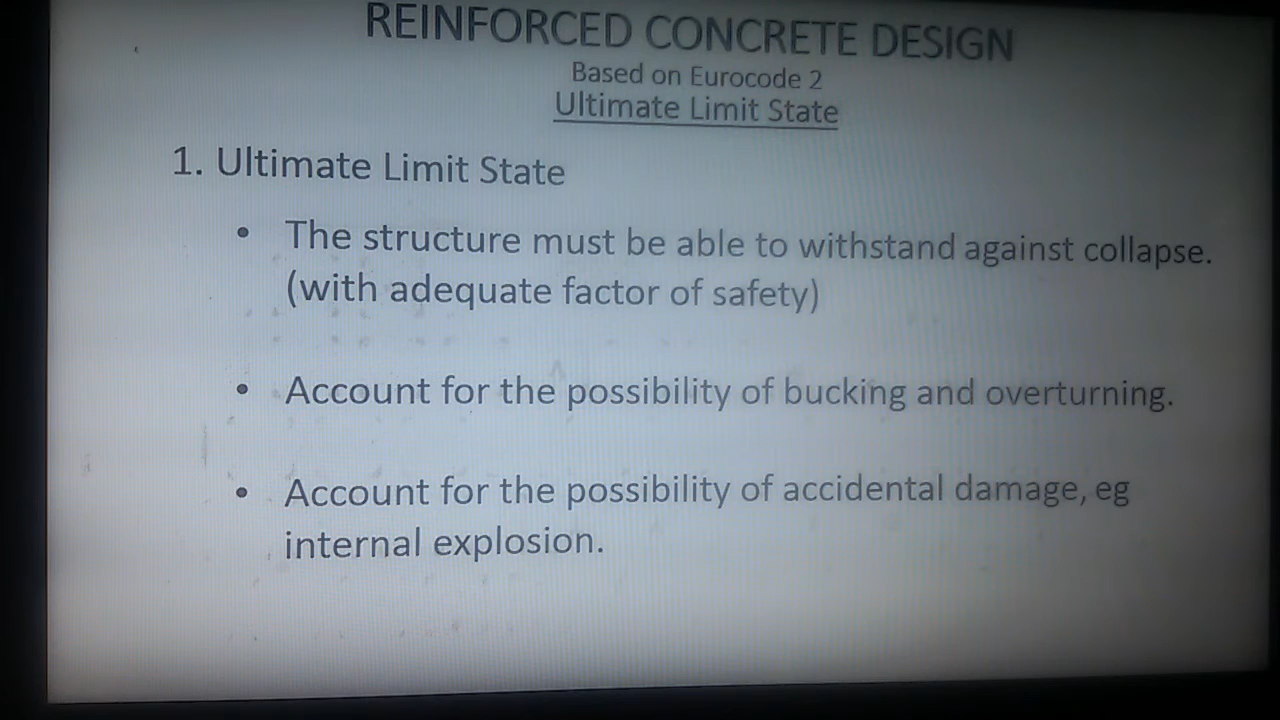 REINFORCED CONCRETE DESIGN
Based on Eurocode 2
Ultimate Limit State
1. Ultimate Limit State
• The structure must be able to withstand against collapse.
(with adequate factor of safety)
• Account for the possibility of bucking and overturning.
• Account for the possibility of accidental damage, eg
internal explosion.